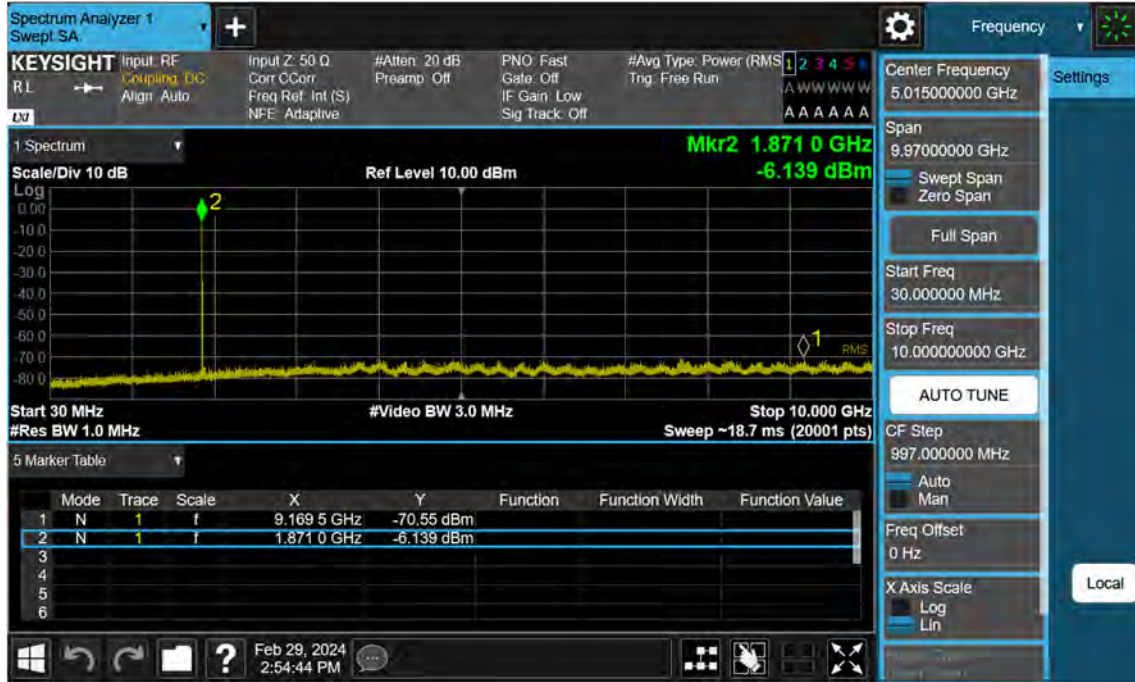 Spectrum Analyzer 1
Swept SA
Frequency
KEYSIGHT
RL
LXI
Input: RF
Coupling: DC
Align: Auto
Input Z: 50 Ω
Corr CCorr
Freq Ref: Int (S)
NFE: Adaptive
#Atten: 20 dB
Preamp: Off
PNO: Fast
Gate: Off
IF Gain: Low
Sig Track: Off
#Avg Type: Power (RMS
Trig: Free Run
1 2 3 4 5 6
A W W W W W
A A A A A A
1 Spectrum
Scale/Div 10 dB
Log
Ref Level 10.00 dBm
Mkr2 1.871 0 GHz
-6.139 dBm
0.00
-10.0
-20.0
-30.0
-40.0
-50.0
-60.0
-70.0
-80.0
2
1
RMS
Start 30 MHz
#Video BW 3.0 MHz
Stop 10.000 GHz
#Res BW 1.0 MHz
Sweep ~18.7 ms (20001 pts)
5 Marker Table
Mode Trace Scale X Y Function Function Width Function Value
1 N 1 f 9.169 5 GHz -70.55 dBm
2 N 1 f 1.871 0 GHz -6.139 dBm
3
4
5
6
Feb 29, 2024
2:54:44 PM
Center Frequency
5.015000000 GHz
Settings
Span
9.97000000 GHz
Swept Span
Zero Span
Full Span
Start Freq
30.000000 MHz
Stop Freq
10.000000000 GHz
AUTO TUNE
CF Step
997.000000 MHz
Auto
Man
Freq Offset
0 Hz
X Axis Scale
Log
Lin
Local